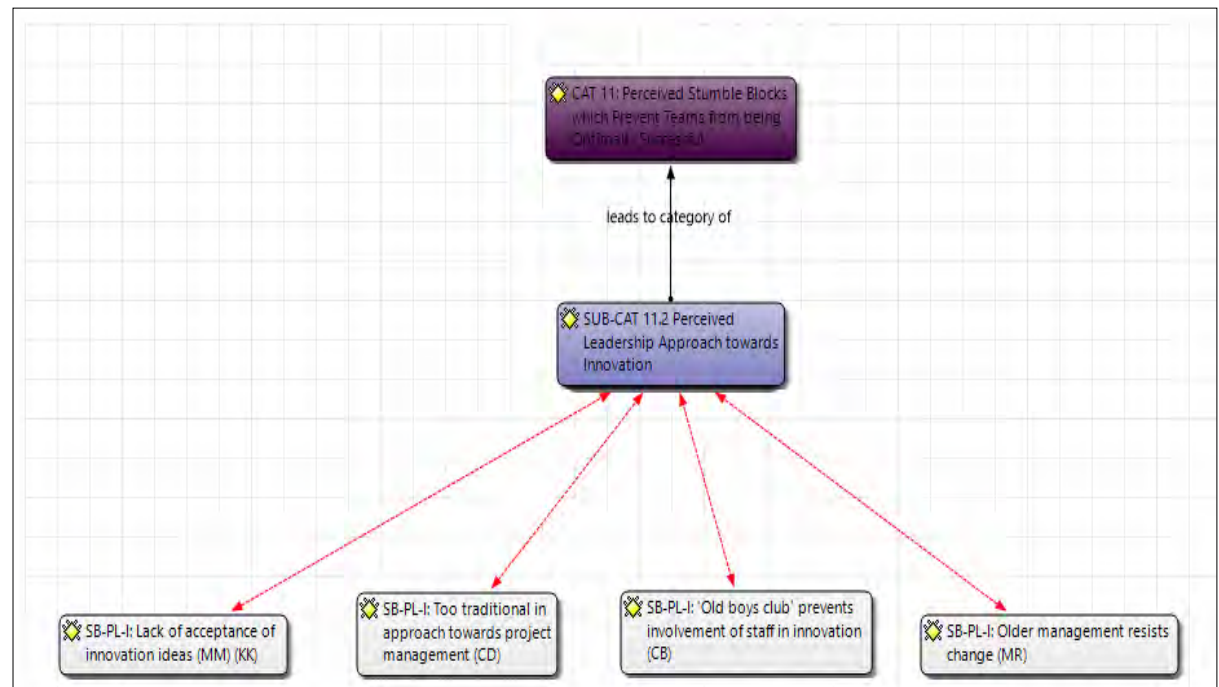 CAT 11: Perceived Stumble Blocks
which Prevent Teams from being
Optimally Successful
leads to category of
SUB-CAT 11.2 Perceived
Leadership Approach towards
Innovation
SB-PL-I: Lack of acceptance of
innovation ideas (MM) (KK)
SB-PL-I: Too traditional in
approach towards project
management (CD)
SB-PL-I: 'Old boys club' prevents
involvement of staff in innovation
(CB)
SB-PL-I: Older management resists
change (MR)